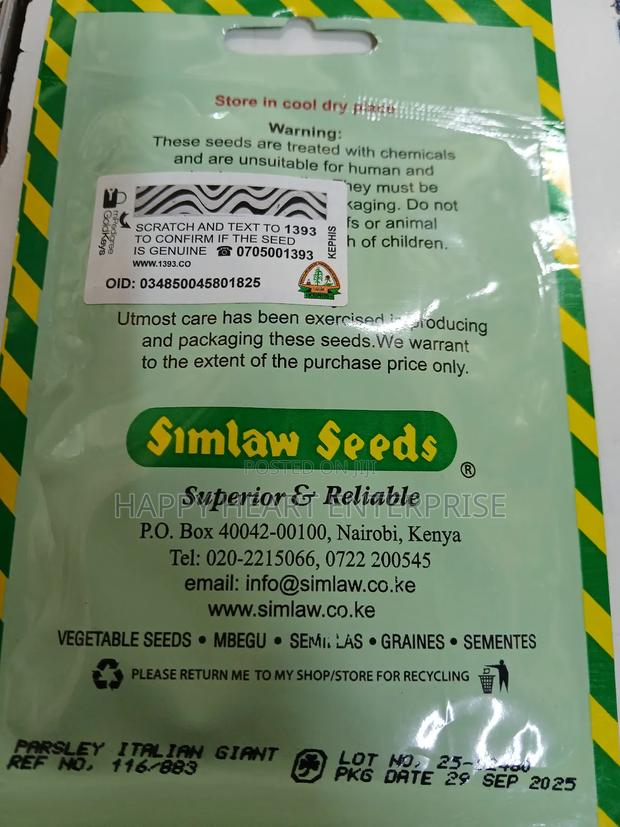 Store in cool dry place
Warning:
These seeds are treated with chemicals
and are unsuitable for human and
They must be
kaging. Do not
fs or animal
h of children.
miPedigree
GoldKeys
SCRATCH AND TEXT TO 1393
TO CONFIRM IF THE SEED
IS GENUINE ☎ 0705001393
www.1393.co
KEPHIS
OID: 034850045801825
Utmost care has been exercised in producing
and packaging these seeds.We warrant
to the extent of the purchase price only.
Simlaw Seeds ®
POSTED ON JIJI
Superior & Reliable
HAPPY HEART ENTERPRISE
P.O. Box 40042-00100, Nairobi, Kenya
Tel: 020-2215066, 0722 200545
email: info@simlaw.co.ke
www.simlaw.co.ke
VEGETABLE SEEDS • MBEGU • SEMILLAS • GRAINES • SEMENTES
PLEASE RETURN ME TO MY SHOP/STORE FOR RECYCLING
PARSLEY ITALIAN GIANT
REF NO. 116/883
LOT NO. 25-
PKG DATE 29 SEP 2025